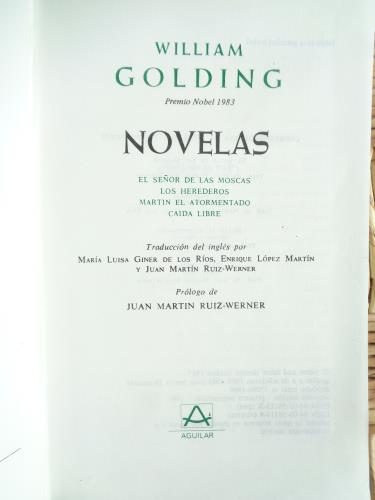 WILLIAM
GOLDING
Premio Nobel 1983
NOVELAS
EL SEÑOR DE LAS MOSCAS
LOS HEREDEROS
MARTIN EL ATORMENTADO
CAIDA LIBRE
Traducción del inglés por
MARÍA LUISA GINER DE LOS RÍOS, ENRIQUE LÓPEZ MARTÍN
Y JUAN MARTÍN RUIZ-WERNER
Prólogo de
JUAN MARTIN RUIZ-WERNER
AGUILAR